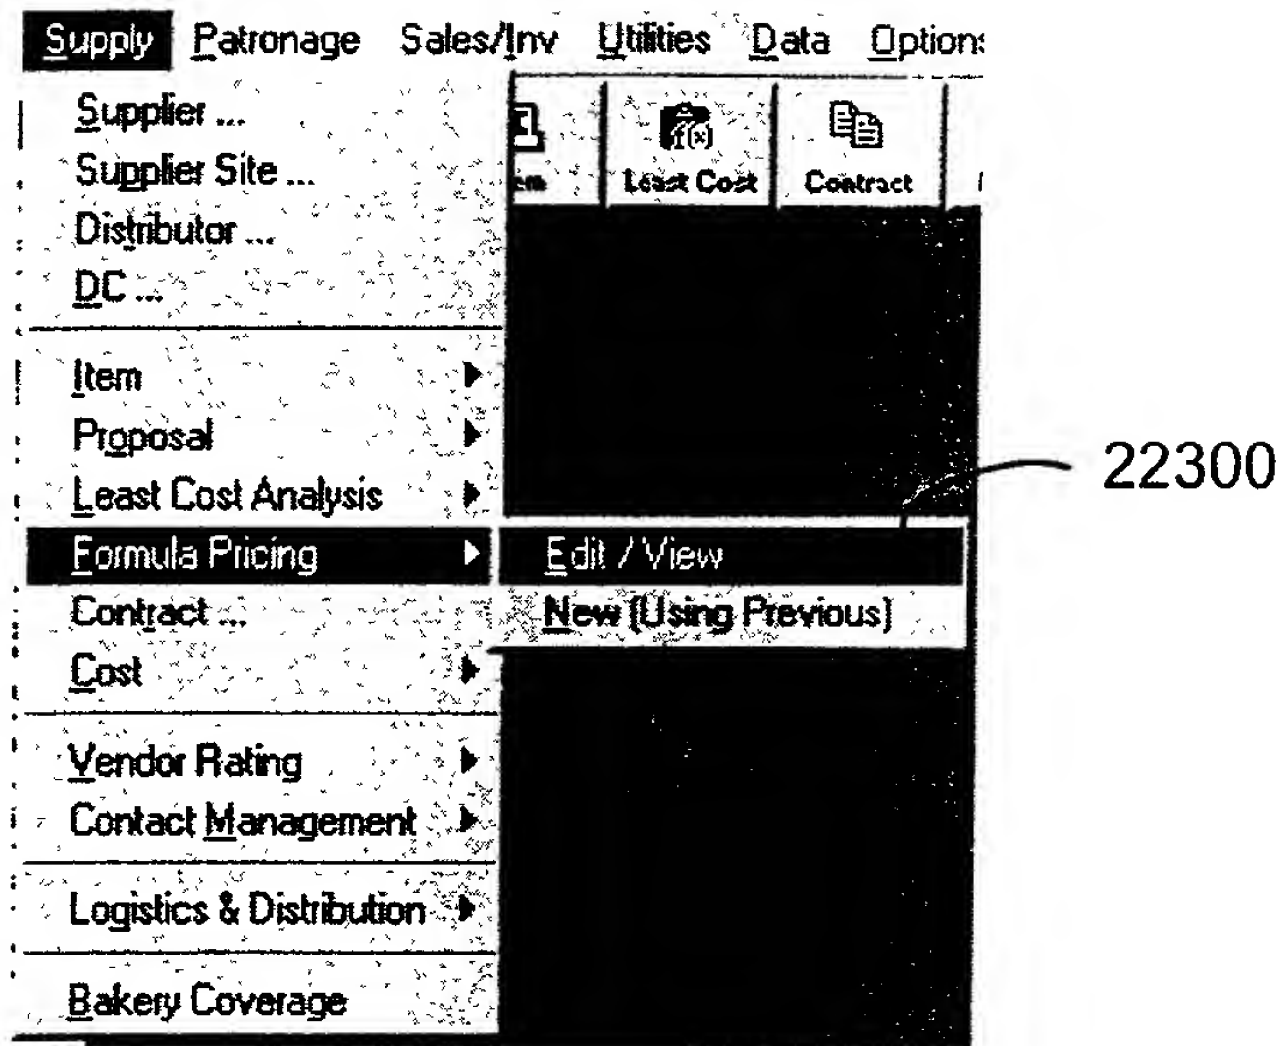 Supply Patronage Sales/Inv Utilities Data
Supplier ...
Supplier Site ...
Distributor ...
DC ...
f(x)
Least Cost Contract
Item
Proposal
Least Cost Analysis
Formula Pricing
Edit / View
New (Using Previous)
Contract ...
Cost
Vendor Rating
Contact Management
Logistics & Distribution
Bakery Coverage
22300